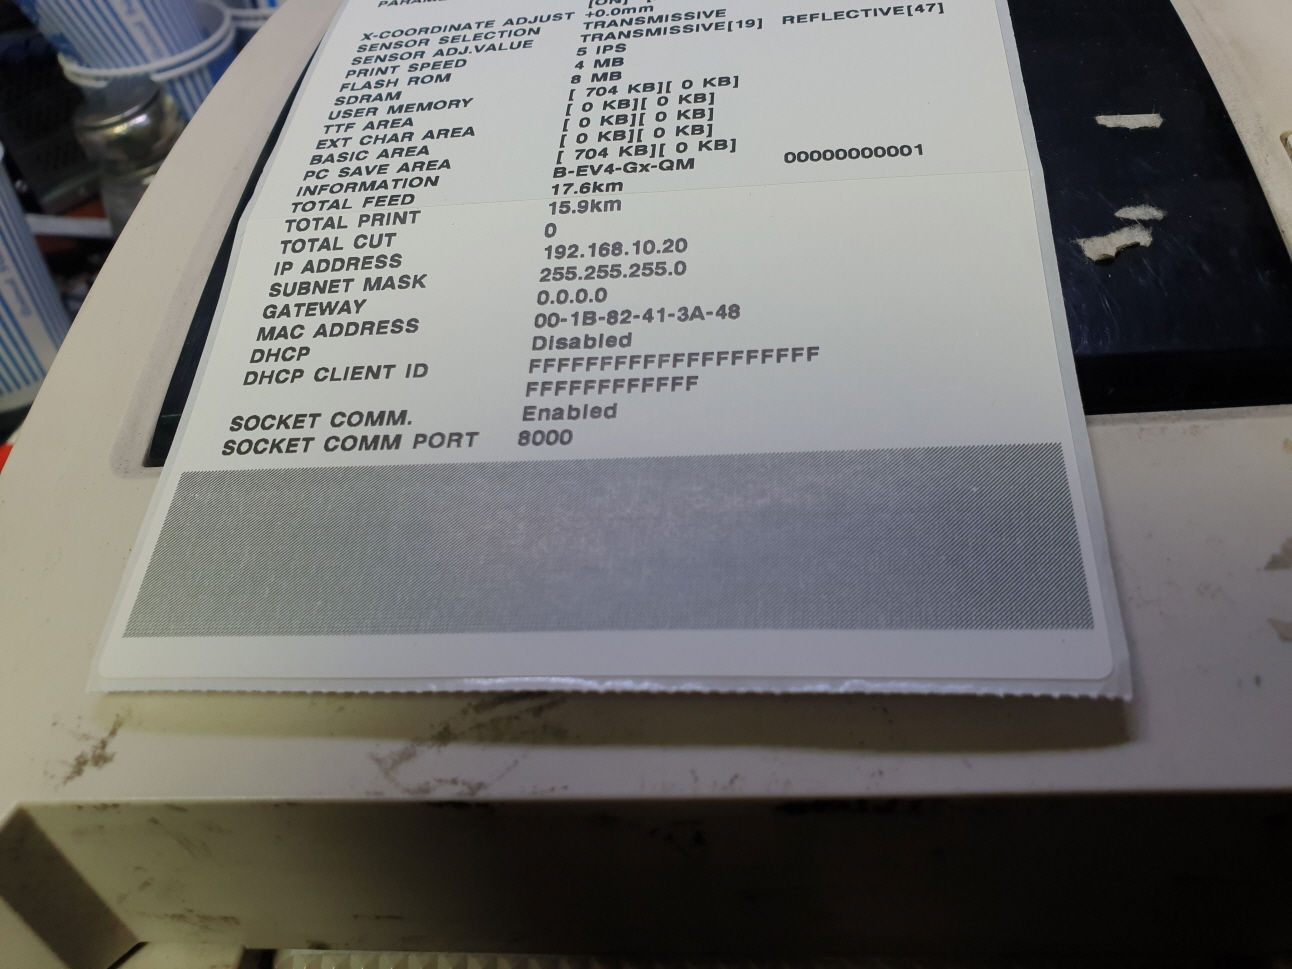 [ON]
X-COORDINATE ADJUST +0.0mm
SENSOR SELECTION TRANSMISSIVE
SENSOR ADJ.VALUE TRANSMISSIVE[19] REFLECTIVE[47]
PRINT SPEED 5 IPS
FLASH ROM 4 MB
SDRAM 8 MB
USER MEMORY [ 704 KB][ 0 KB]
TTF AREA [ 0 KB][ 0 KB]
EXT CHAR AREA [ 0 KB][ 0 KB]
BASIC AREA [ 0 KB][ 0 KB]
PC SAVE AREA [ 704 KB][ 0 KB]
INFORMATION B-EV4-Gx-QM 00000000001
TOTAL FEED 17.6km
TOTAL PRINT 15.9km
TOTAL CUT 0
IP ADDRESS 192.168.10.20
SUBNET MASK 255.255.255.0
GATEWAY 0.0.0.0
MAC ADDRESS 00-1B-82-41-3A-48
DHCP Disabled
DHCP CLIENT ID FFFFFFFFFFFFFFFFFFFF
FFFFFFFFFFFF
SOCKET COMM. Enabled
SOCKET COMM PORT 8000